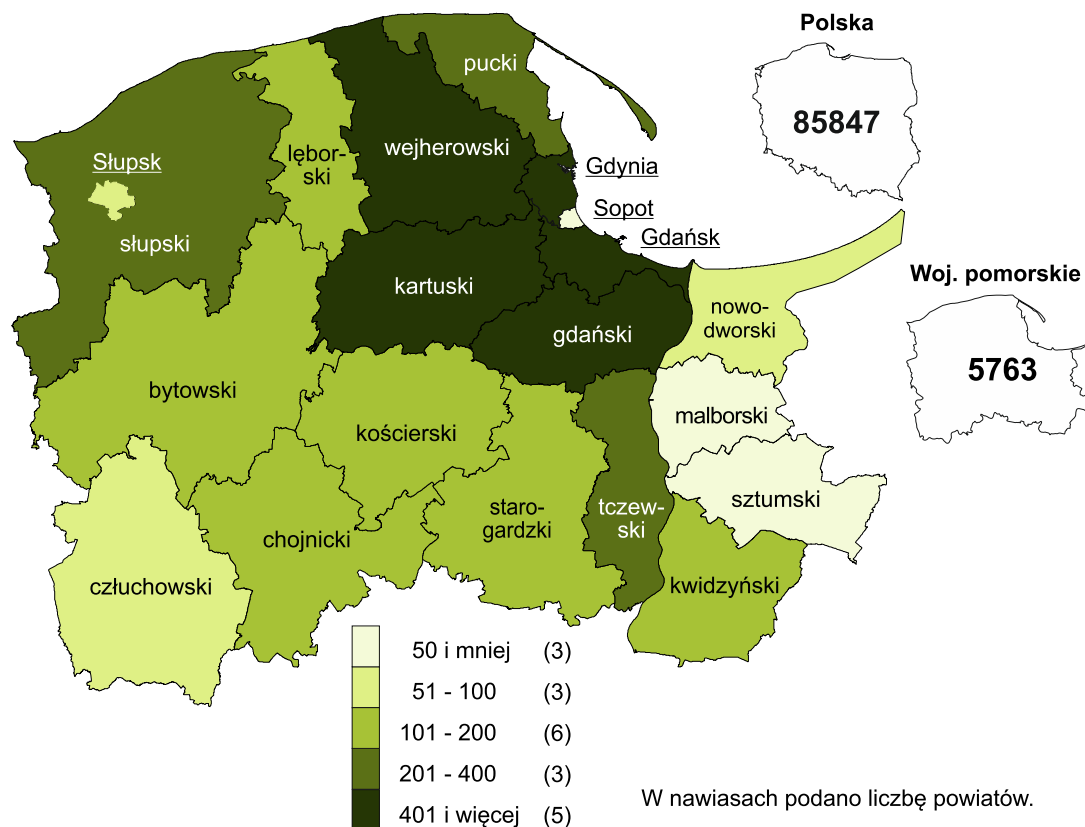 Polska
85847
pucki
wejherowski
lębor-
ski
Słupsk
Gdynia
Sopot
Gdańsk
słupski
kartuski
gdański
nowo-
dworski
Woj. pomorskie
5763
bytowski
malborski
kościerski
sztumski
staro-
gardzki
tczew-
ski
chojnicki
człuchowski
kwidzyński
50 i mniej (3)
51 - 100 (3)
101 - 200 (6)
201 - 400 (3)
401 i więcej (5)
W nawiasach podano liczbę powiatów.